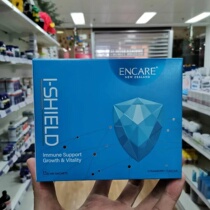 ENCARE®
NEW ZEALAND
I-SHIELD
Immune Support
Growth & Vitality